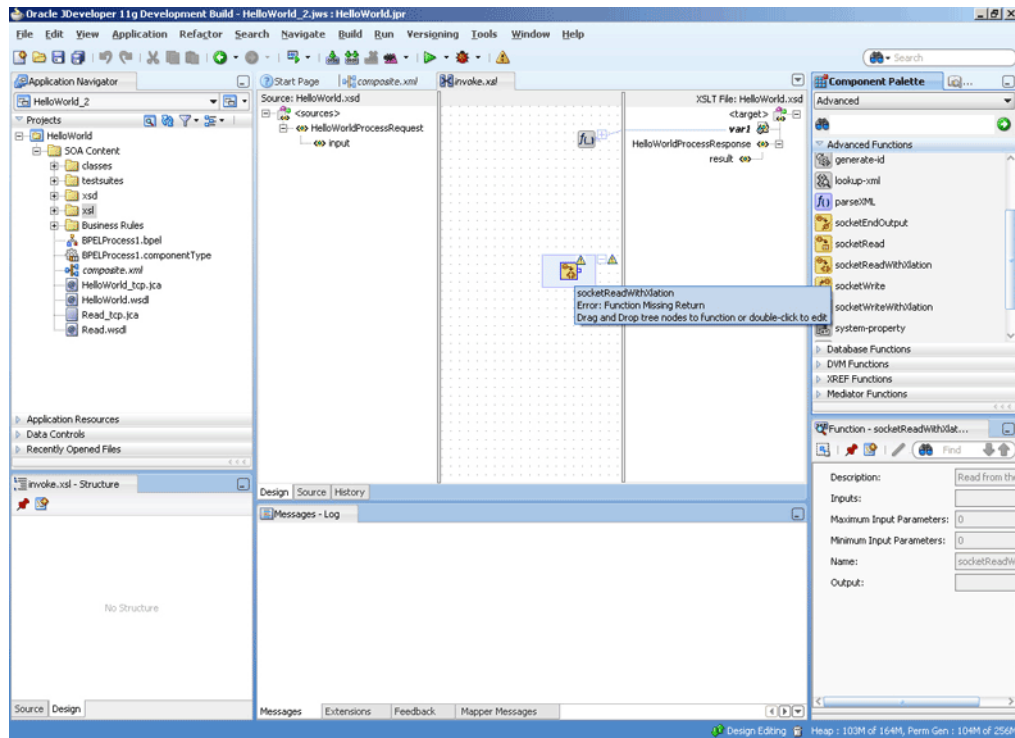 Oracle JDeveloper 11g Development Build - HelloWorld_2.jws : HelloWorld.jpr
File Edit View Application Refactor Search Navigate Build Run Versioning Tools Window Help
Search
Application Navigator
HelloWorld_2
Projects
HelloWorld
SOA Content
classes
testsuites
xsd
xsl
Business Rules
BPELProcess1.bpel
BPELProcess1.componentType
composite.xml
HelloWorld_tcp.jca
HelloWorld.wsdl
Read_tcp.jca
Read.wsdl
Application Resources
Data Controls
Recently Opened Files
invoke.xsl - Structure
No Structure
Source Design
Start Page composite.xml invoke.xsl
Source: HelloWorld.xsd
<sources>
HelloWorldProcessRequest
input
XSLT File: HelloWorld.xsd
<target>
var1
HelloWorldProcessResponse
result
f()
socketReadWithXlation
Error: Function Missing Return
Drag and Drop tree nodes to function or double-click to edit
Design Source History
Messages - Log
Messages Extensions Feedback Mapper Messages
Component Palette
Advanced
Advanced Functions
generate-id
lookup-xml
f() parseXML
socketEndOutput
socketRead
socketReadWithXlation
socketWrite
socketWriteWithXlation
system-property
Database Functions
DVM Functions
XREF Functions
Mediator Functions
Function - socketReadWithXlat...
Find
Description: Read from the
Inputs:
Maximum Input Parameters: 0
Minimum Input Parameters: 0
Name: socketReadW
Output:
Design Editing Heap : 103M of 164M, Perm Gen : 104M of 256M